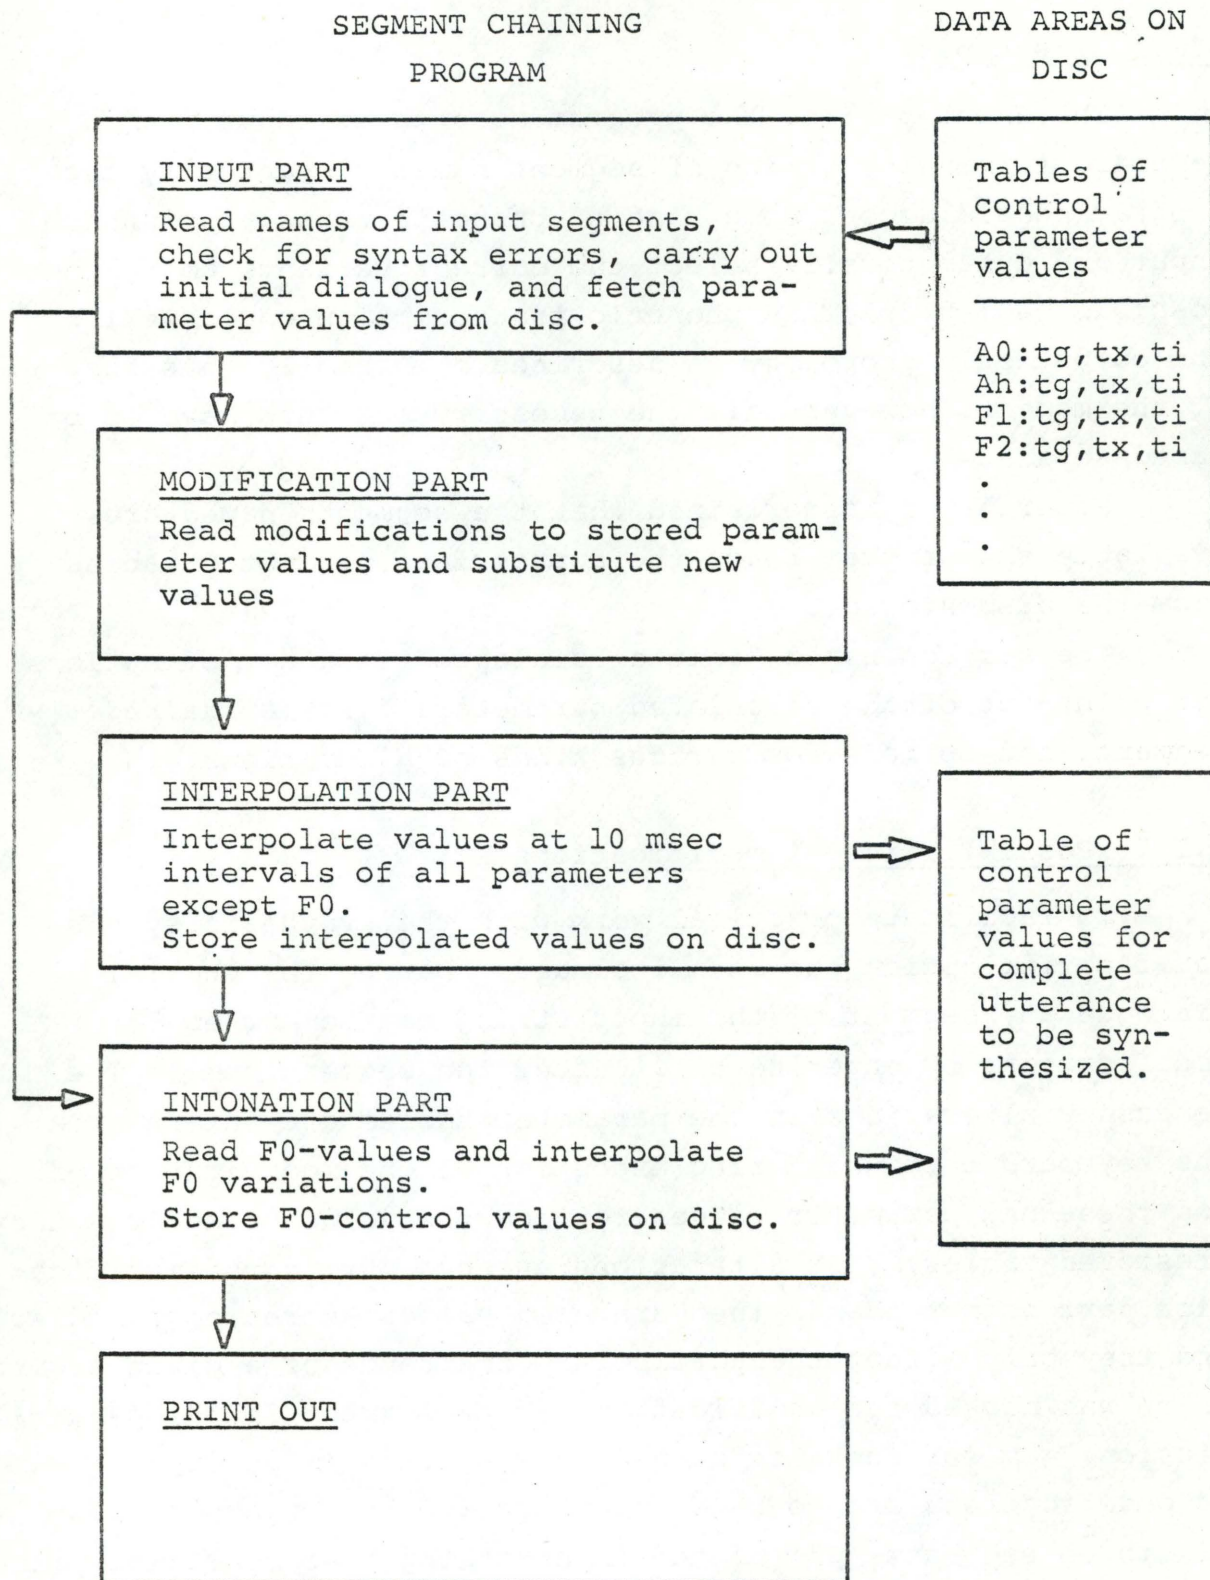 SEGMENT CHAINING
PROGRAM
DATA AREAS ON
DISC
INPUT PART
Read names of input segments,
check for syntax errors, carry out
initial dialogue, and fetch para-
meter values from disc.
Tables of
control
parameter
values
A0:tg,tx,ti
Ah:tg,tx,ti
F1:tg,tx,ti
F2:tg,tx,ti
.
.
.
MODIFICATION PART
Read modifications to stored param-
eter values and substitute new
values
INTERPOLATION PART
Interpolate values at 10 msec
intervals of all parameters
except F0.
Store interpolated values on disc.
Table of
control
parameter
values for
complete
utterance
to be syn-
thesized.
INTONATION PART
Read F0-values and interpolate
F0 variations.
Store F0-control values on disc.
PRINT OUT